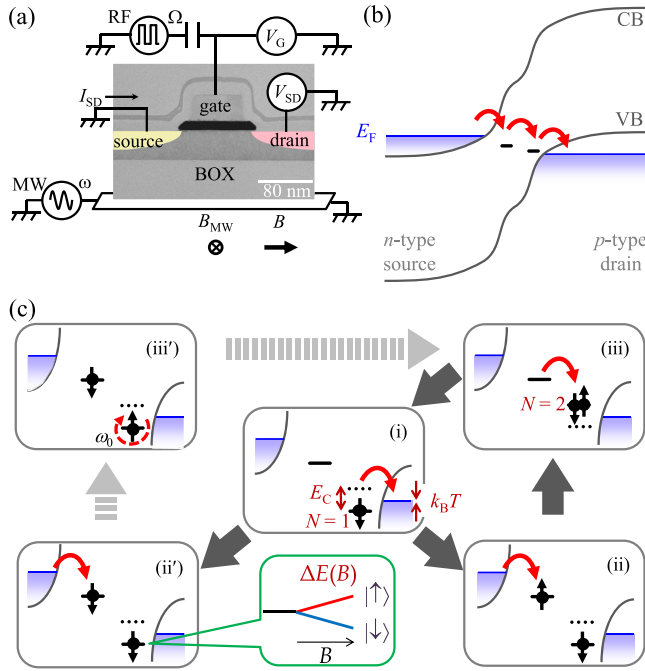 (a)
RF
Ω
V_G
I_SD
V_SD
gate
source
drain
BOX
80 nm
MW
ω
B_MW
B
(b)
CB
VB
E_F
n-type
source
p-type
drain
(c)
(iii′)
ω₀
(iii)
N = 2
(i)
E_C
N = 1
k_BT
(ii′)
ΔE(B)
|↑⟩
|↓⟩
B
(ii)